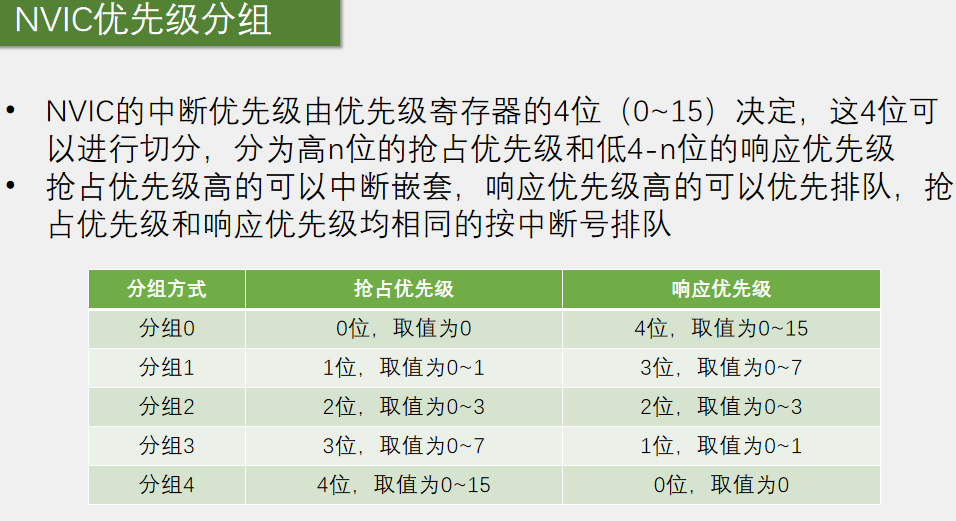 NVIC优先级分组
• NVIC的中断优先级由优先级寄存器的4位（0~15）决定，这4位可
以进行切分，分为高n位的抢占优先级和低4-n位的响应优先级
• 抢占优先级高的可以中断嵌套，响应优先级高的可以优先排队，抢
占优先级和响应优先级均相同的按中断号排队
分组方式 抢占优先级 响应优先级
分组0 0位，取值为0 4位，取值为0~15
分组1 1位，取值为0~1 3位，取值为0~7
分组2 2位，取值为0~3 2位，取值为0~3
分组3 3位，取值为0~7 1位，取值为0~1
分组4 4位，取值为0~15 0位，取值为0